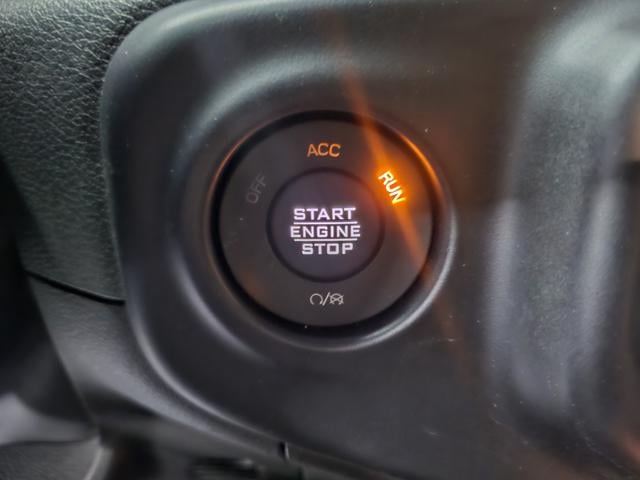 ACC
OFF
RUN
START
ENGINE
STOP